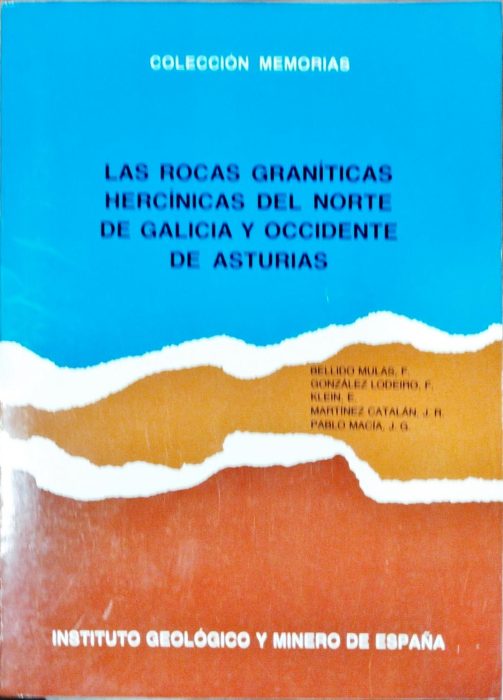 COLECCIÓN MEMORIAS
LAS ROCAS GRANÍTICAS
HERCÍNICAS DEL NORTE
DE GALICIA Y OCCIDENTE
DE ASTURIAS
BELLIDO MULAS, F.
GONZÁLEZ LODEIRO, F.
KLEIN, E.
MARTÍNEZ CATALÁN, J. R.
PABLO MACIA, J. G.
INSTITUTO GEOLÓGICO Y MINERO DE ESPAÑA